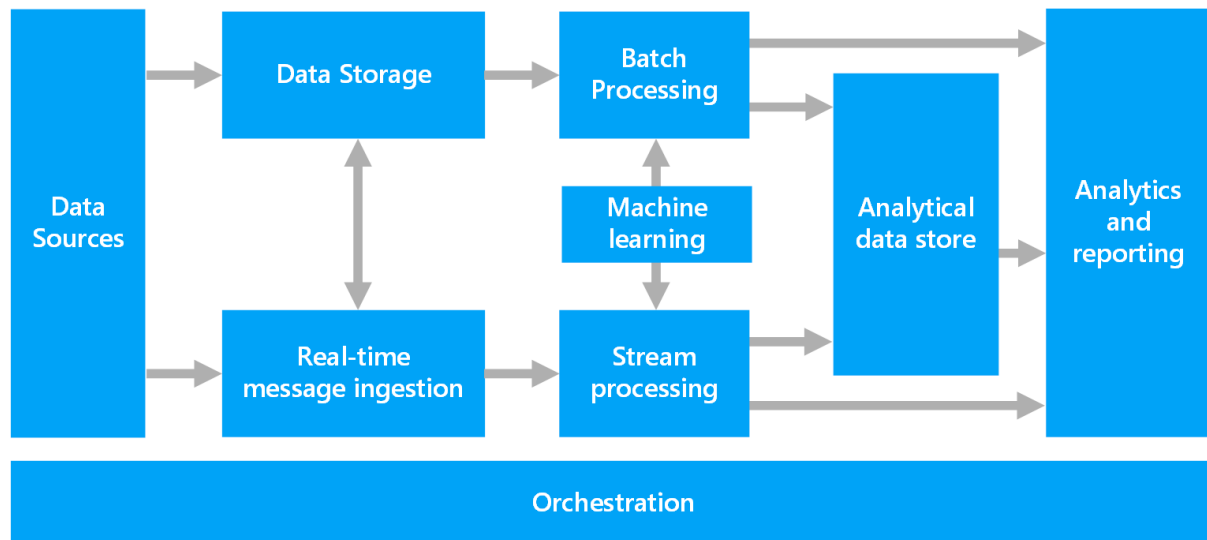 Data
Sources
Data Storage
Real-time
message ingestion
Batch
Processing
Machine
learning
Stream
processing
Analytical
data store
Analytics
and
reporting
Orchestration